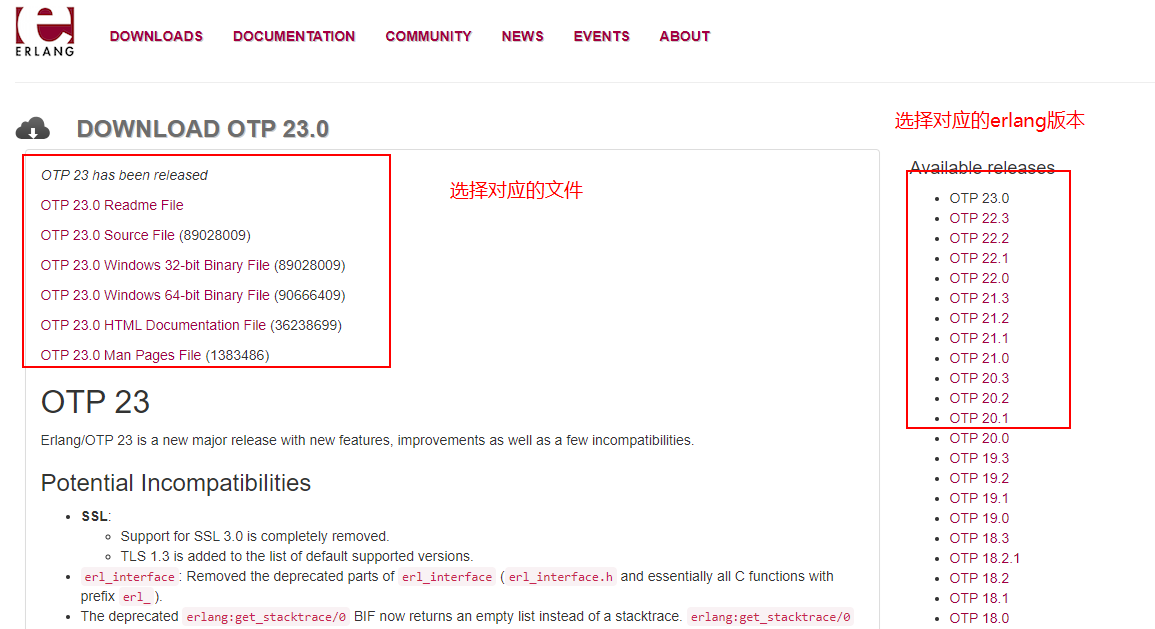 ERLANG
DOWNLOADS DOCUMENTATION COMMUNITY NEWS EVENTS ABOUT
DOWNLOAD OTP 23.0
OTP 23 has been released
OTP 23.0 Readme File
OTP 23.0 Source File (89028009)
OTP 23.0 Windows 32-bit Binary File (89028009)
OTP 23.0 Windows 64-bit Binary File (90666409)
OTP 23.0 HTML Documentation File (36238699)
OTP 23.0 Man Pages File (1383486)
选择对应的文件
OTP 23
Erlang/OTP 23 is a new major release with new features, improvements as well as a few incompatibilities.
Potential Incompatibilities
SSL:
Support for SSL 3.0 is completely removed.
TLS 1.3 is added to the list of default supported versions.
erl_interface: Removed the deprecated parts of erl_interface (erl_interface.h and essentially all C functions with
prefix erl_).
The deprecated erlang:get_stacktrace/0 BIF now returns an empty list instead of a stacktrace. erlang:get_stacktrace/0
选择对应的erlang版本
Available releases
OTP 23.0
OTP 22.3
OTP 22.2
OTP 22.1
OTP 22.0
OTP 21.3
OTP 21.2
OTP 21.1
OTP 21.0
OTP 20.3
OTP 20.2
OTP 20.1
OTP 20.0
OTP 19.3
OTP 19.2
OTP 19.1
OTP 19.0
OTP 18.3
OTP 18.2.1
OTP 18.2
OTP 18.1
OTP 18.0